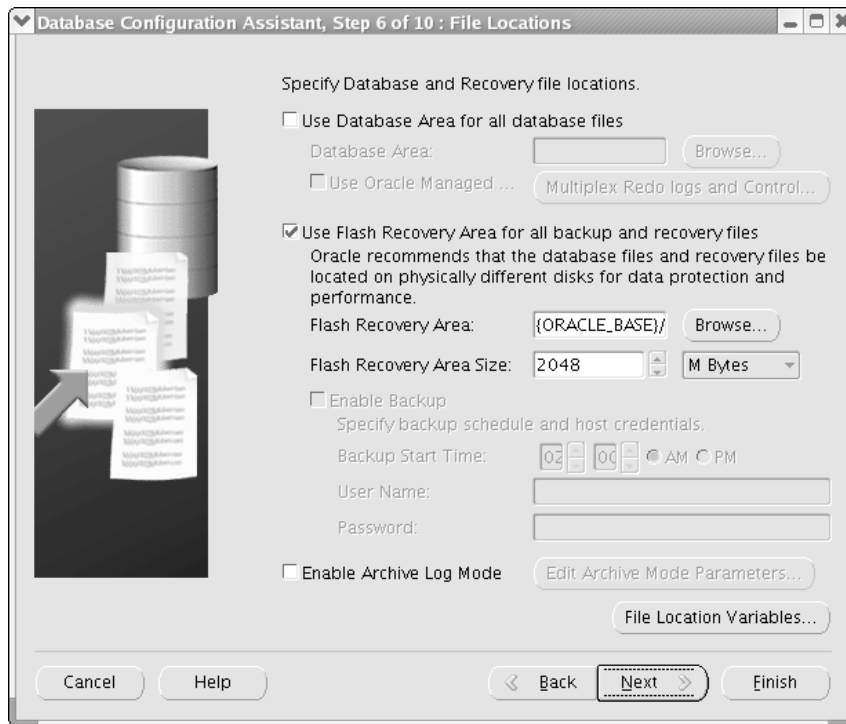 Database Configuration Assistant, Step 6 of 10 : File Locations
Specify Database and Recovery file locations.
Use Database Area for all database files
Database Area:
Browse...
Use Oracle Managed ...
Multiplex Redo logs and Control...
Use Flash Recovery Area for all backup and recovery files
Oracle recommends that the database files and recovery files be
located on physically different disks for data protection and
performance.
Flash Recovery Area: {ORACLE_BASE}/ Browse...
Flash Recovery Area Size: 2048 M Bytes
Enable Backup
Specify backup schedule and host credentials.
Backup Start Time: 02 00 AM PM
User Name:
Password:
Enable Archive Log Mode
Edit Archive Mode Parameters...
File Location Variables...
Cancel Help Back Next Finish